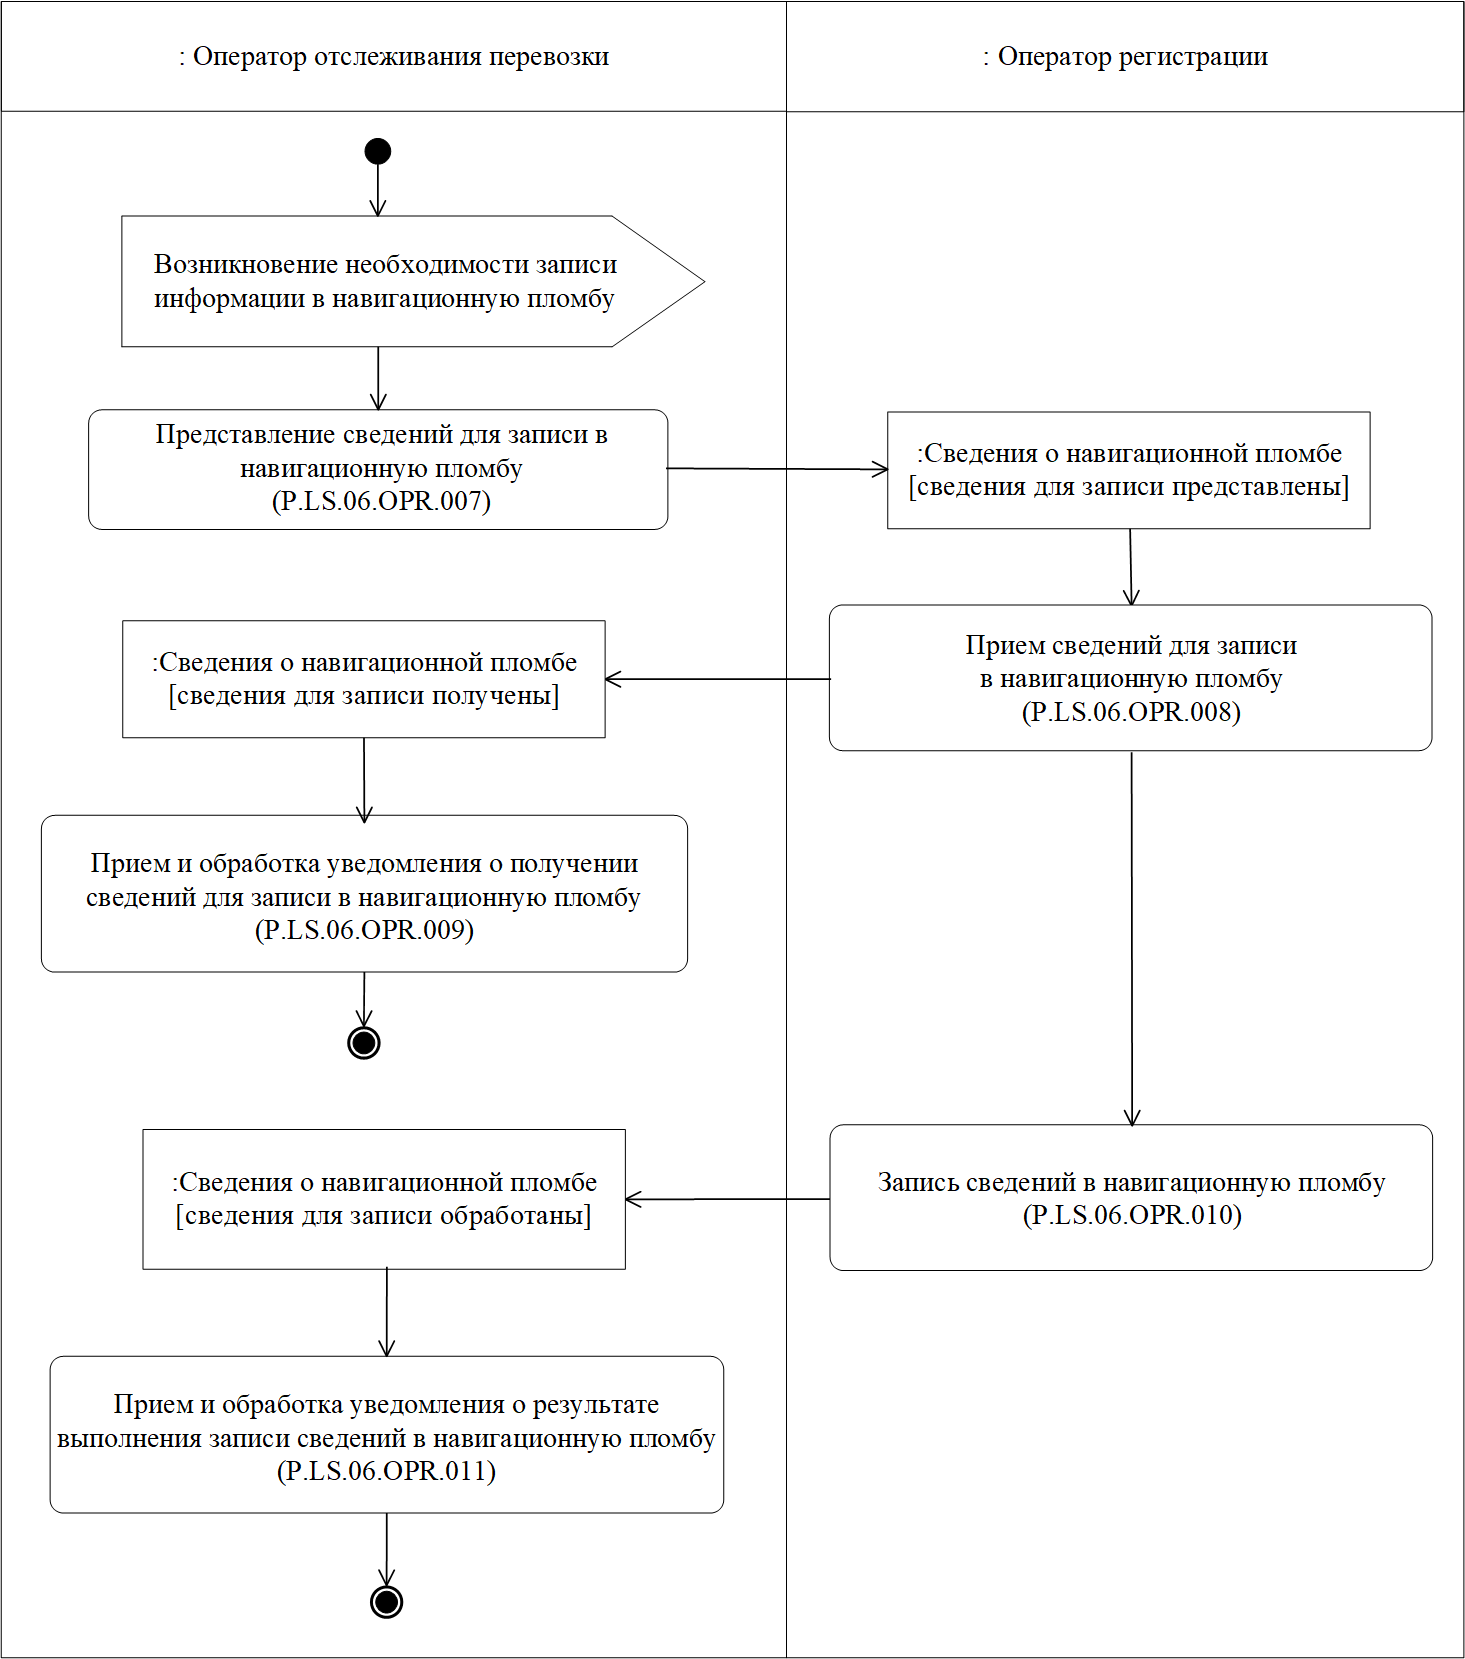 : Оператор отслеживания перевозки
: Оператор регистрации
Возникновение необходимости записи
информации в навигационную пломбу
Представление сведений для записи в
навигационную пломбу
(P.LS.06.OPR.007)
:Сведения о навигационной пломбе
[сведения для записи представлены]
Прием сведений для записи
в навигационную пломбу
(P.LS.06.OPR.008)
:Сведения о навигационной пломбе
[сведения для записи получены]
Прием и обработка уведомления о получении
сведений для записи в навигационную пломбу
(P.LS.06.OPR.009)
Запись сведений в навигационную пломбу
(P.LS.06.OPR.010)
:Сведения о навигационной пломбе
[сведения для записи обработаны]
Прием и обработка уведомления о результате
выполнения записи сведений в навигационную пломбу
(P.LS.06.OPR.011)